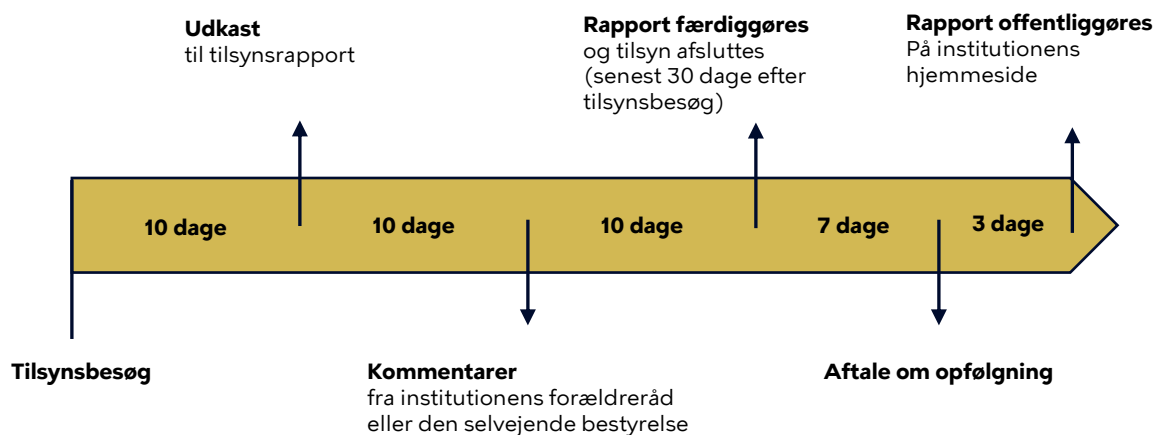 Udkast
til tilsynsrapport
Rapport færdiggøres
og tilsyn afsluttes
(senest 30 dage efter
tilsynsbesøg)
Rapport offentliggøres
På institutionens
hjemmeside
10 dage
10 dage
10 dage
7 dage
3 dage
Tilsynsbesøg
Kommentarer
fra institutionens forældreråd
eller den selvejende bestyrelse
Aftale om opfølgning